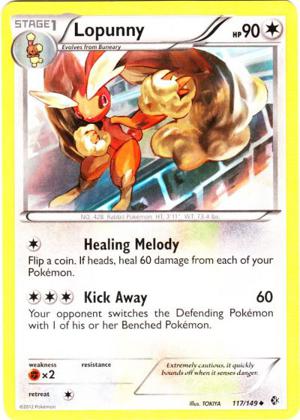 STAGE1
Lopunny
HP 90
Evolves from Buneary
NO. 428 Rabbit Pokémon HT. 3'11" WT. 73.4 lbs.
Healing Melody
Flip a coin. If heads, heal 60 damage from each of your
Pokémon.
Kick Away 60
Your opponent switches the Defending Pokémon
with 1 of his or her Benched Pokémon.
weakness resistance
×2
Extremely cautious, it quickly
bounds off when it senses danger.
retreat
©2012 Pokémon
Illus. TOKIYA
117/149